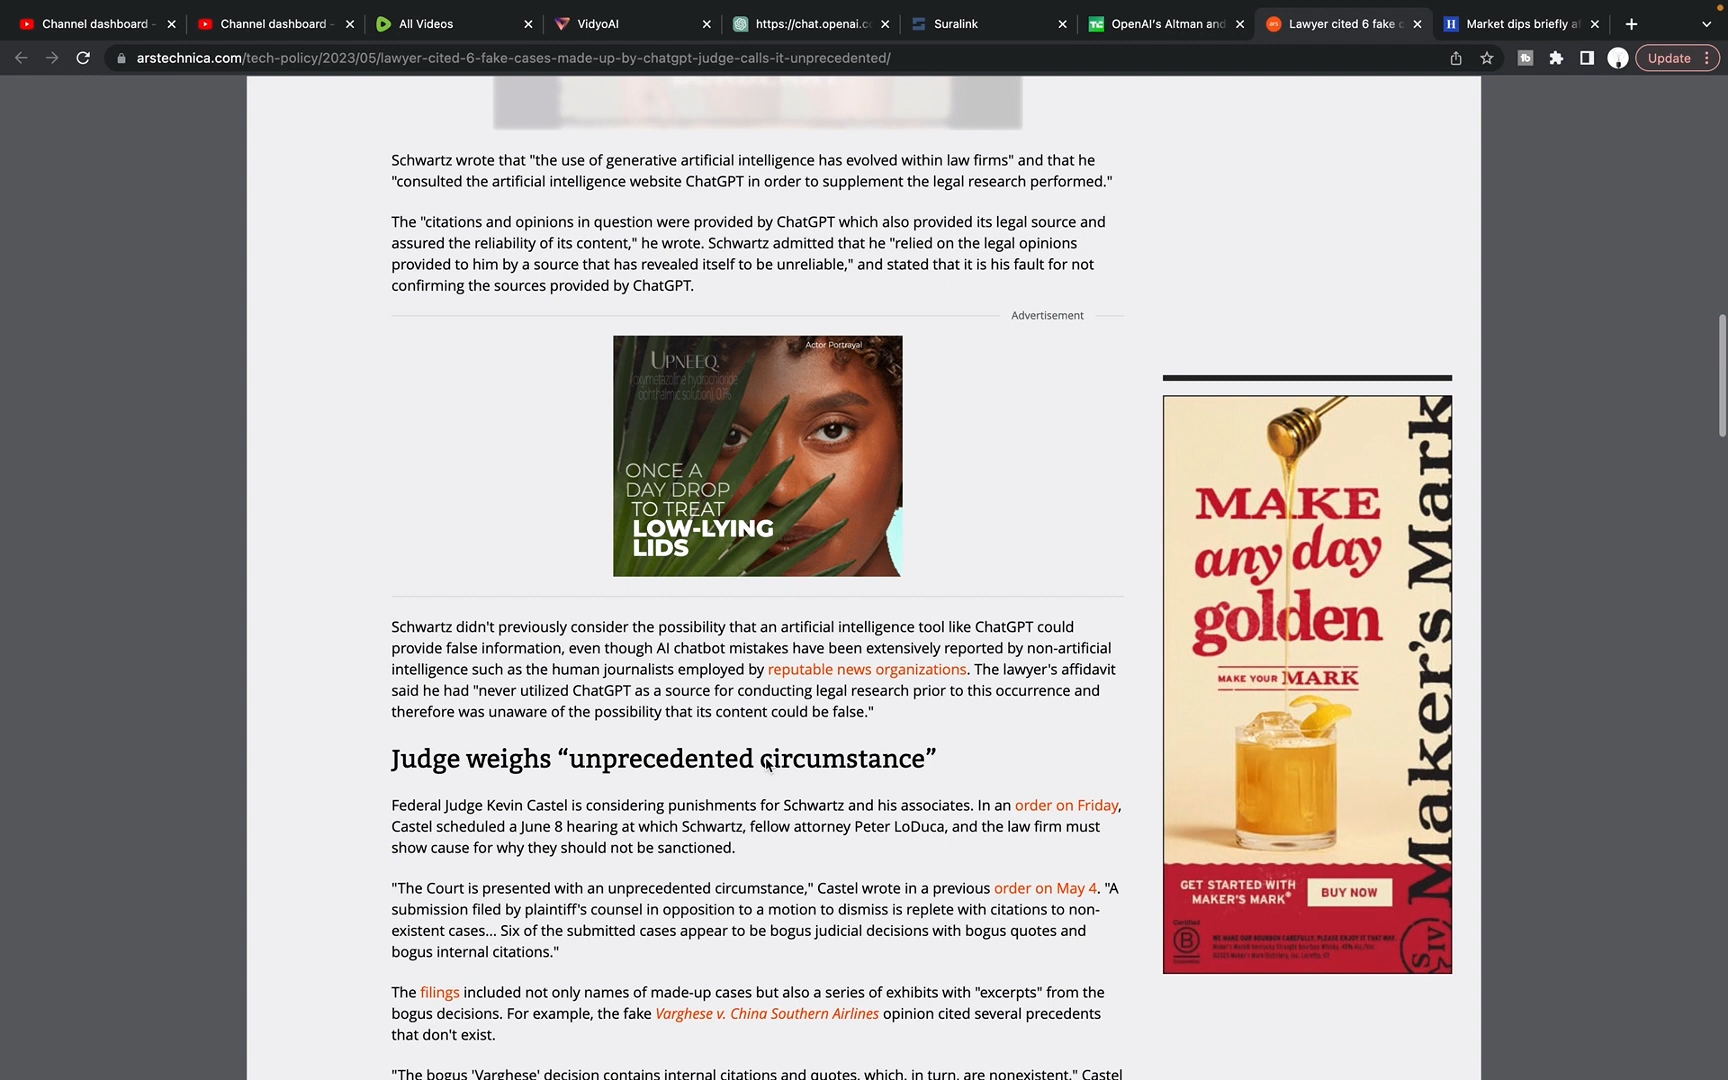 Channel dashboard -
Channel dashboard -
All Videos
VidyoAI
https://chat.openai.c
Suralink
OpenAI's Altman and
Lawyer cited 6 fake c
Market dips briefly a
arstechnica.com/tech-policy/2023/05/lawyer-cited-6-fake-cases-made-up-by-chatgpt-judge-calls-it-unprecedented/
Update
Schwartz wrote that "the use of generative artificial intelligence has evolved within law firms" and that he
"consulted the artificial intelligence website ChatGPT in order to supplement the legal research performed."
The "citations and opinions in question were provided by ChatGPT which also provided its legal source and
assured the reliability of its content," he wrote. Schwartz admitted that he "relied on the legal opinions
provided to him by a source that has revealed itself to be unreliable," and stated that it is his fault for not
confirming the sources provided by ChatGPT.
Advertisement
Actor Portrayal
UPNEEQ
(oxymetazoline hydrochloride
ophthalmic solution) 0.1%
ONCE A
DAY DROP
TO TREAT
LOW-LYING
LIDS
MAKE
any day
golden
MAKE YOUR MARK
GET STARTED WITH
MAKER'S MARK®
BUY NOW
Certified
B
Corporation
WE MAKE OUR BOURBON CAREFULLY. PLEASE ENJOY IT THAT WAY.
Maker's Mark
SIV
Schwartz didn't previously consider the possibility that an artificial intelligence tool like ChatGPT could
provide false information, even though AI chatbot mistakes have been extensively reported by non-artificial
intelligence such as the human journalists employed by reputable news organizations. The lawyer's affidavit
said he had "never utilized ChatGPT as a source for conducting legal research prior to this occurrence and
therefore was unaware of the possibility that its content could be false."
Judge weighs “unprecedented circumstance”
Federal Judge Kevin Castel is considering punishments for Schwartz and his associates. In an order on Friday,
Castel scheduled a June 8 hearing at which Schwartz, fellow attorney Peter LoDuca, and the law firm must
show cause for why they should not be sanctioned.
"The Court is presented with an unprecedented circumstance," Castel wrote in a previous order on May 4. "A
submission filed by plaintiff's counsel in opposition to a motion to dismiss is replete with citations to non-
existent cases... Six of the submitted cases appear to be bogus judicial decisions with bogus quotes and
bogus internal citations."
The filings included not only names of made-up cases but also a series of exhibits with "excerpts" from the
bogus decisions. For example, the fake Varghese v. China Southern Airlines opinion cited several precedents
that don't exist.
"The bogus 'Varghese' decision contains internal citations and quotes, which, in turn, are nonexistent," Castel